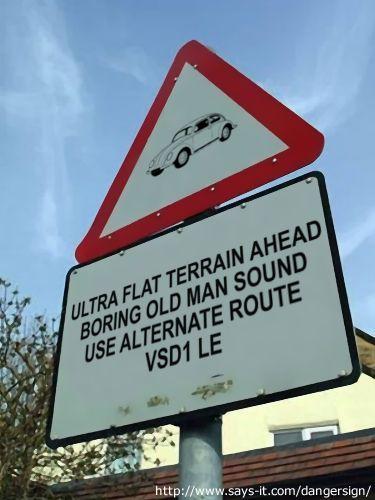 ULTRA FLAT TERRAIN AHEAD
BORING OLD MAN SOUND
USE ALTERNATE ROUTE
VSD1 LE
http://www.says-it.com/dangersign/